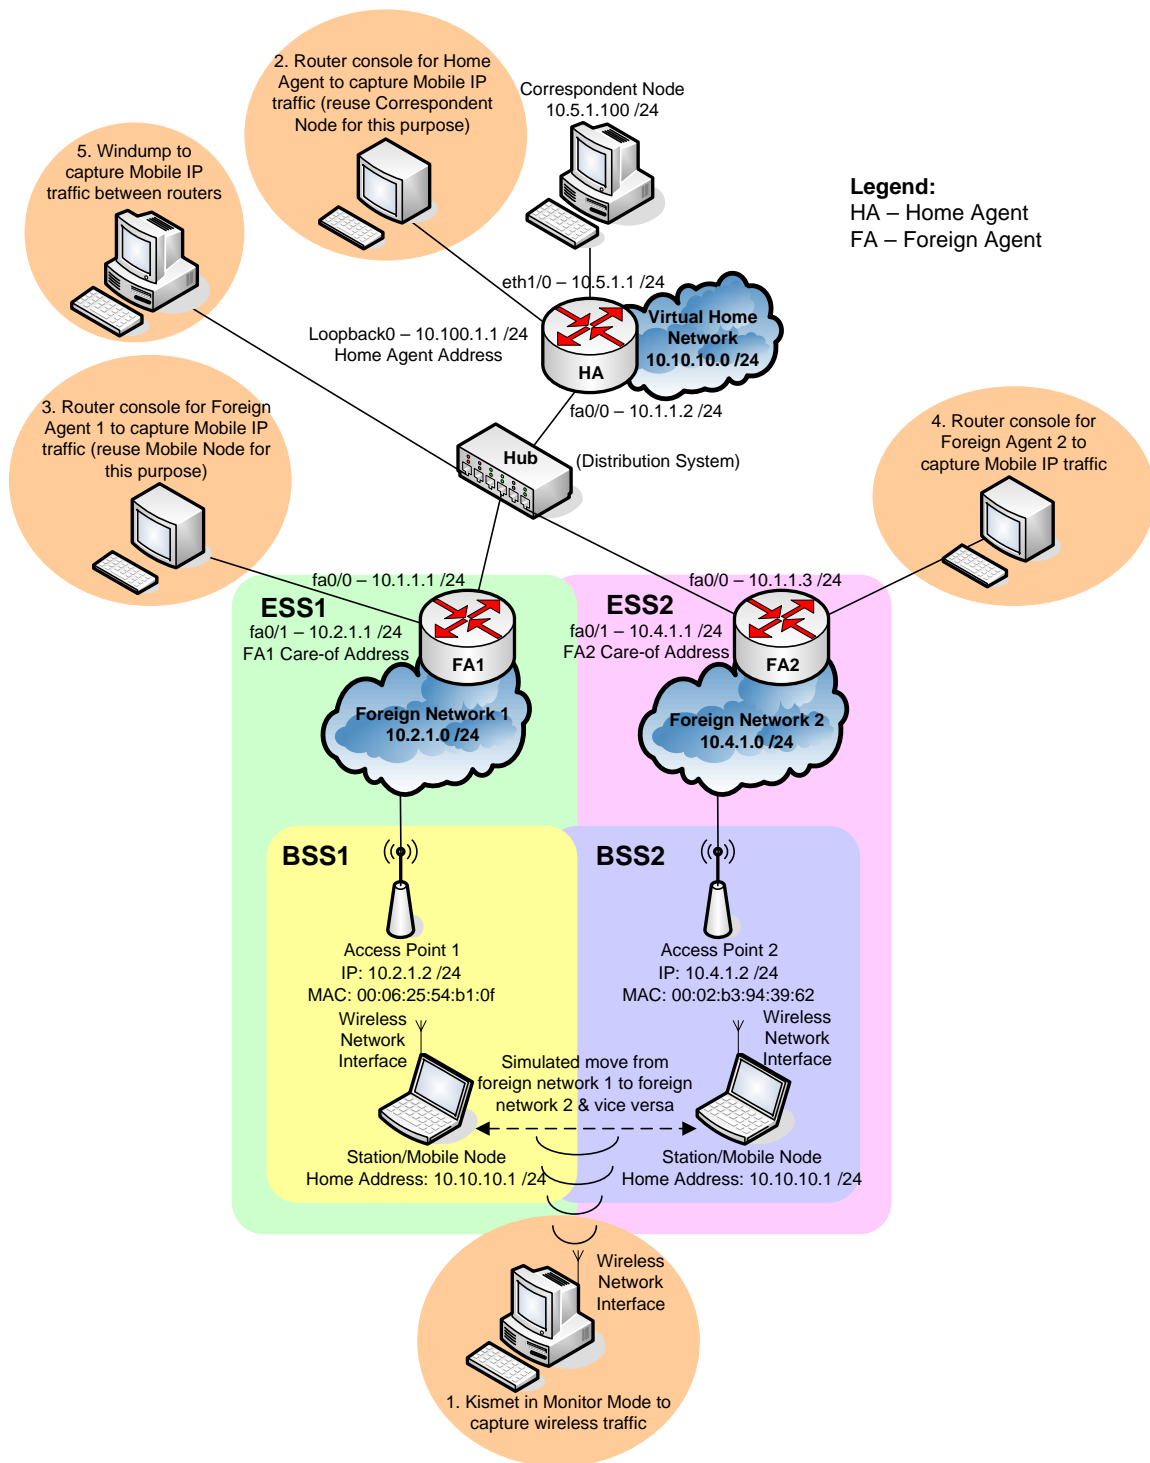 2. Router console for Home
Agent to capture Mobile IP
traffic (reuse Correspondent
Node for this purpose)
Correspondent Node
10.5.1.100 /24
5. Windump to
capture Mobile IP
traffic between routers
Legend:
HA – Home Agent
FA – Foreign Agent
eth1/0 – 10.5.1.1 /24
Loopback0 – 10.100.1.1 /24
Home Agent Address
Virtual Home
Network
10.10.10.0 /24
HA
fa0/0 – 10.1.1.2 /24
3. Router console for Foreign
Agent 1 to capture Mobile IP
traffic (reuse Mobile Node for
this purpose)
Hub
(Distribution System)
4. Router console for
Foreign Agent 2 to
capture Mobile IP traffic
fa0/0 – 10.1.1.1 /24
ESS1
fa0/1 – 10.2.1.1 /24
FA1 Care-of Address
FA1
Foreign Network 1
10.2.1.0 /24
fa0/0 – 10.1.1.3 /24
ESS2
fa0/1 – 10.4.1.1 /24
FA2 Care-of Address
FA2
Foreign Network 2
10.4.1.0 /24
BSS1
Access Point 1
IP: 10.2.1.2 /24
MAC: 00:06:25:54:b1:0f
Wireless
Network
Interface
BSS2
Access Point 2
IP: 10.4.1.2 /24
MAC: 00:02:b3:94:39:62
Wireless
Network
Interface
Simulated move from
foreign network 1 to foreign
network 2 & vice versa
Station/Mobile Node
Home Address: 10.10.10.1 /24
Station/Mobile Node
Home Address: 10.10.10.1 /24
Wireless
Network
Interface
1. Kismet in Monitor Mode to
capture wireless traffic